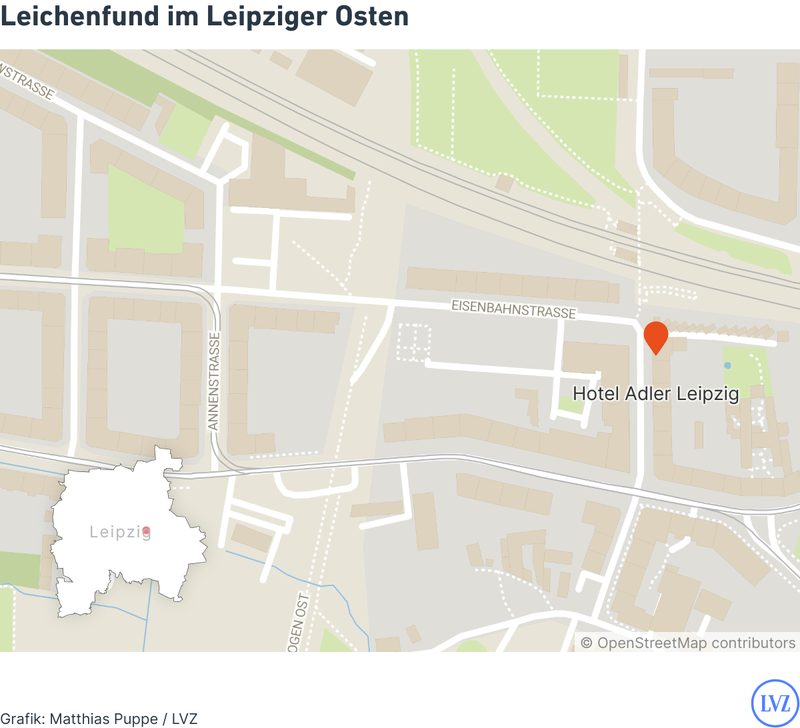 Leichenfund im Leipziger Osten
WSTRASSE
EISENBAHNSTRASSE
ANNENSTRASSE
Hotel Adler Leipzig
Leipzig
OGEN OST
© OpenStreetMap contributors
Grafik: Matthias Puppe / LVZ
LVZ